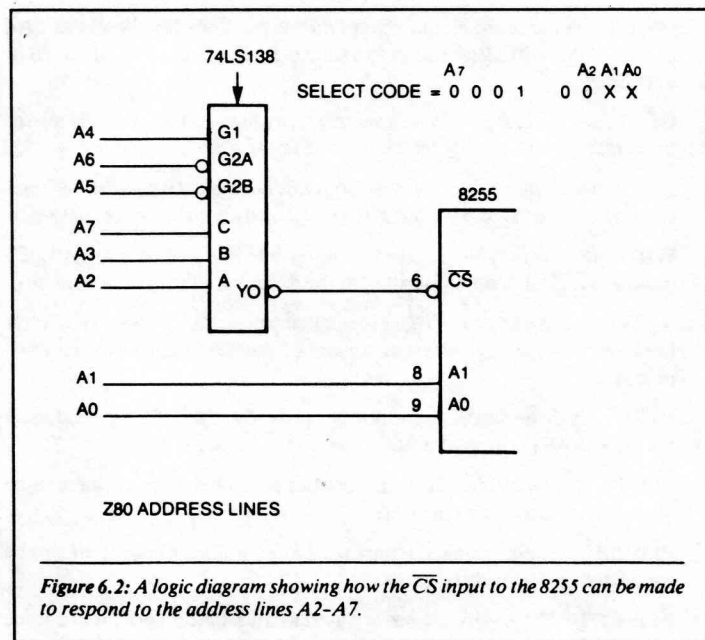 74LS138
A7 A2 A1 A0
SELECT CODE = 0 0 0 1 0 0 X X
A4 G1
A6 G2A
A5 G2B
8255
A7 C
A3 B
A2 A YO 6 C̅S̅
A1 8 A1
A0 9 A0
Z80 ADDRESS LINES
Figure 6.2: A logic diagram showing how the C̅S̅ input to the 8255 can be made
to respond to the address lines A2–A7.